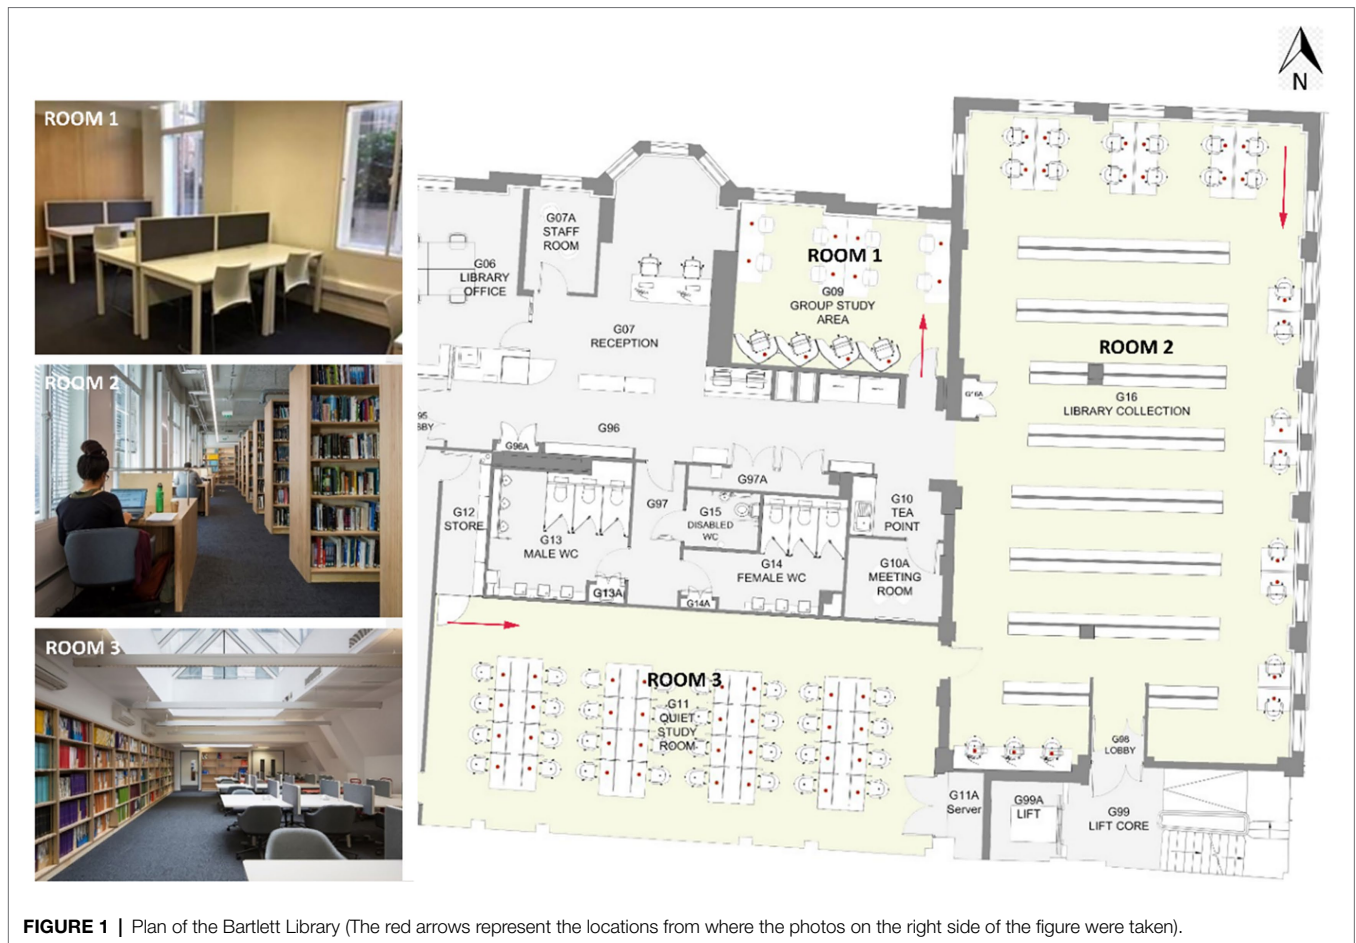 N
ROOM 1
ROOM 2
ROOM 3
G07A
STAFF
ROOM
G06
LIBRARY
OFFICE
G07
RECEPTION
ROOM 1
G09
GROUP STUDY
AREA
ROOM 2
G16
LIBRARY COLLECTION
G16A
G96
G96A
G97A
G97
G12
STORE
G13
MALE WC
G15
DISABLED
WC
G10
TEA
POINT
G14
FEMALE WC
G10A
MEETING
ROOM
G13A
G14A
ROOM 3
G11
QUIET
STUDY
ROOM
G98
LOBBY
G11A
Server
G99A
LIFT
G99
LIFT CORE
FIGURE 1 | Plan of the Bartlett Library (The red arrows represent the locations from where the photos on the right side of the figure were taken).